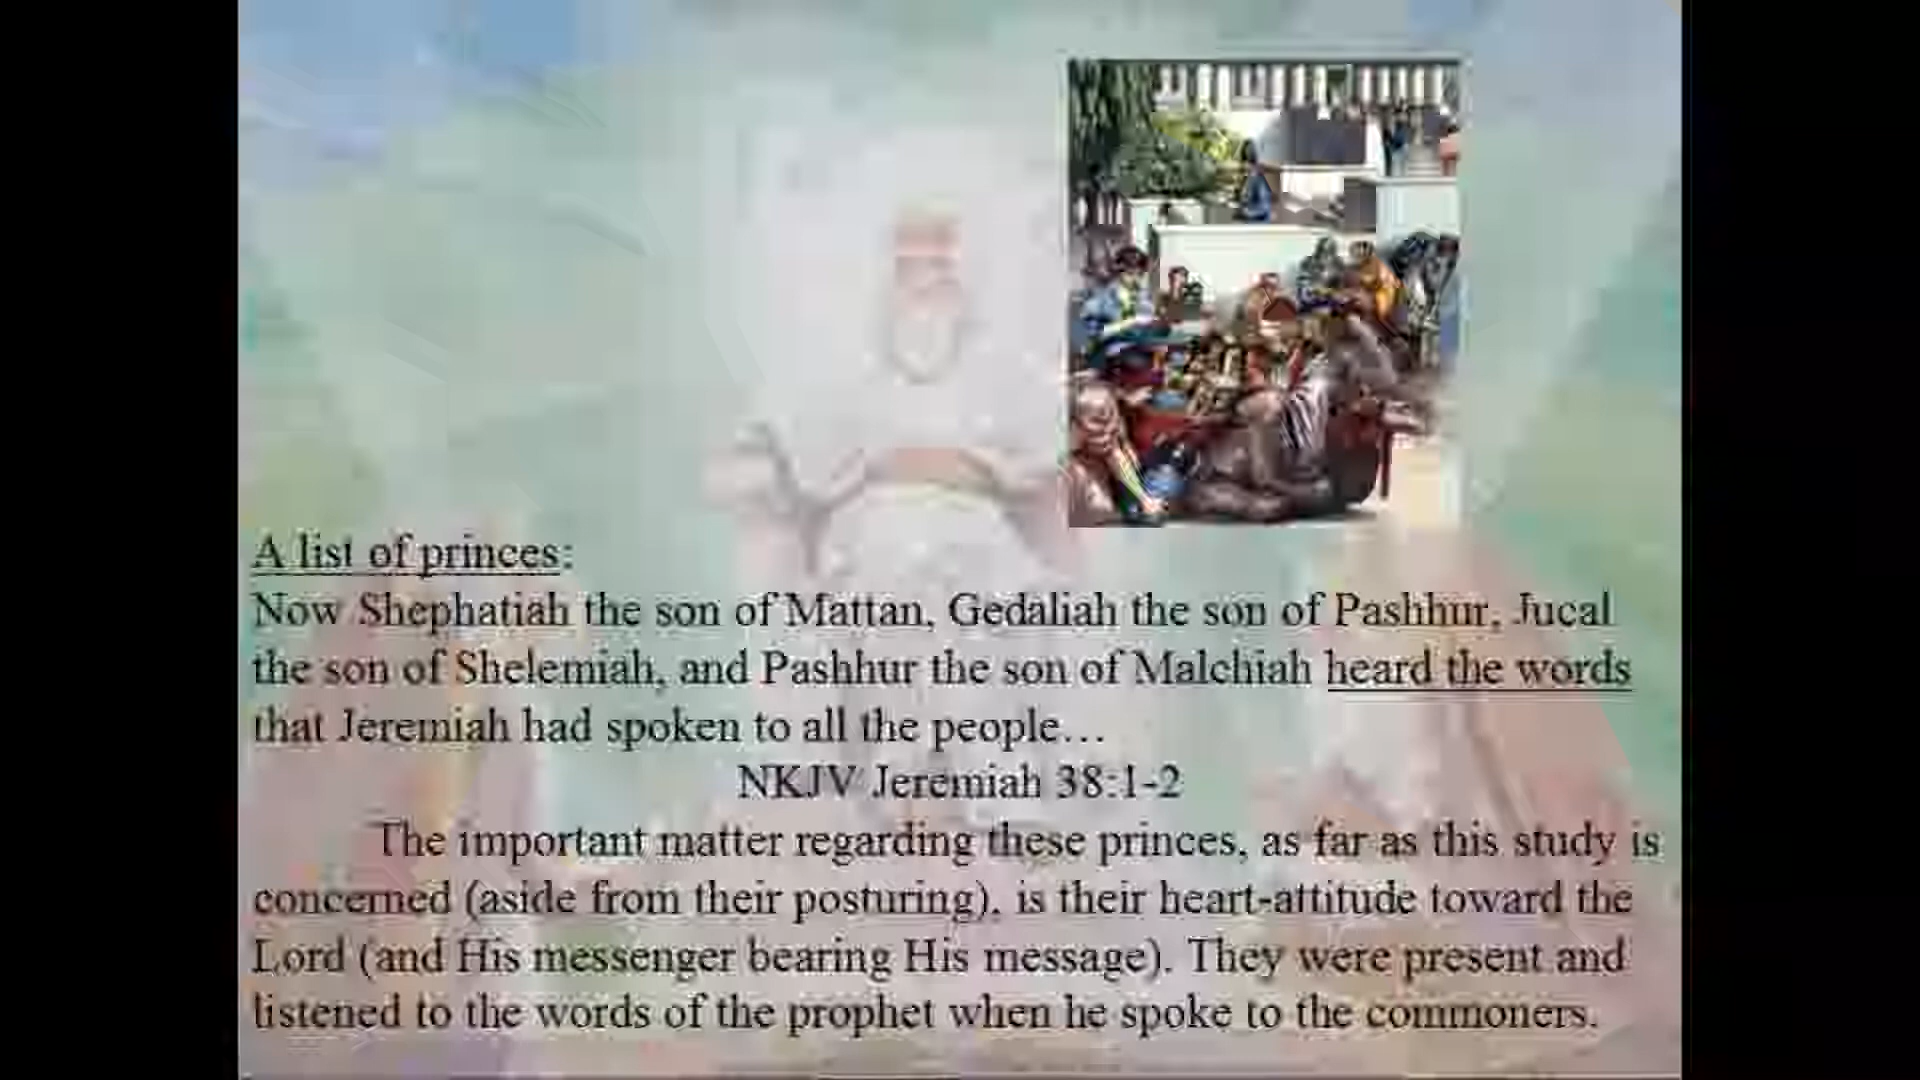 A list of princes:
Now Shephatiah the son of Mattan, Gedaliah the son of Pashhur, Jucal
the son of Shelemiah, and Pashhur the son of Malchiah heard the words
that Jeremiah had spoken to all the people…
NKJV Jeremiah 38:1-2
The important matter regarding these princes, as far as this study is
concerned (aside from their posturing), is their heart-attitude toward the
Lord (and His messenger bearing His message). They were present and
listened to the words of the prophet when he spoke to the commoners.